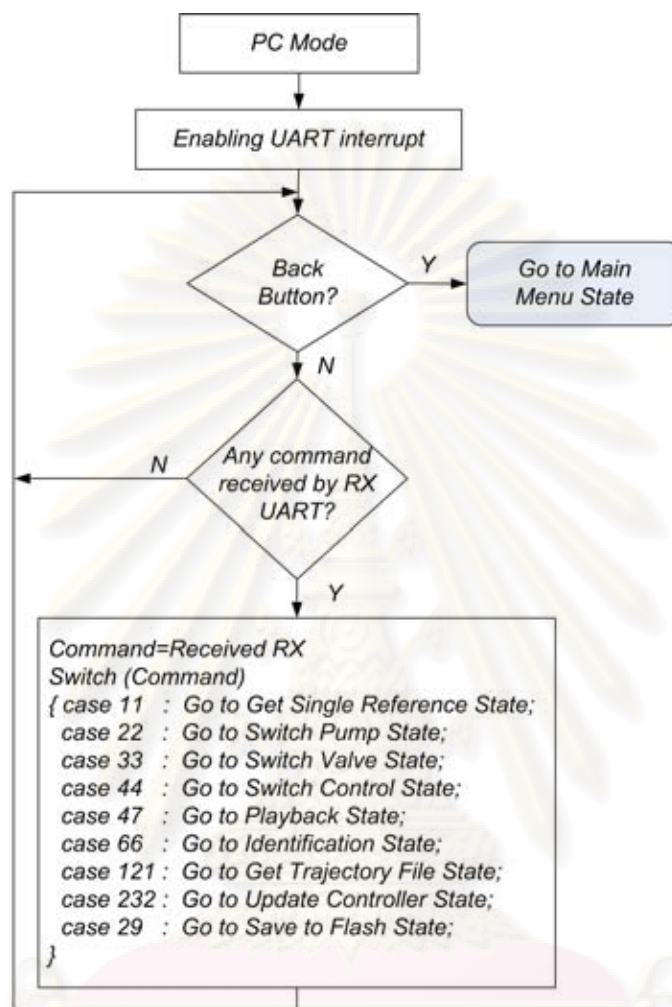 PC Mode
Enabling UART interrupt
Back
Button?
Y
Go to Main
Menu State
N
Any command
received by RX
UART?
N
Y
Command=Received RX
Switch (Command)
{ case 11 : Go to Get Single Reference State;
case 22 : Go to Switch Pump State;
case 33 : Go to Switch Valve State;
case 44 : Go to Switch Control State;
case 47 : Go to Playback State;
case 66 : Go to Identification State;
case 121 : Go to Get Trajectory File State;
case 232 : Go to Update Controller State;
case 29 : Go to Save to Flash State;
}